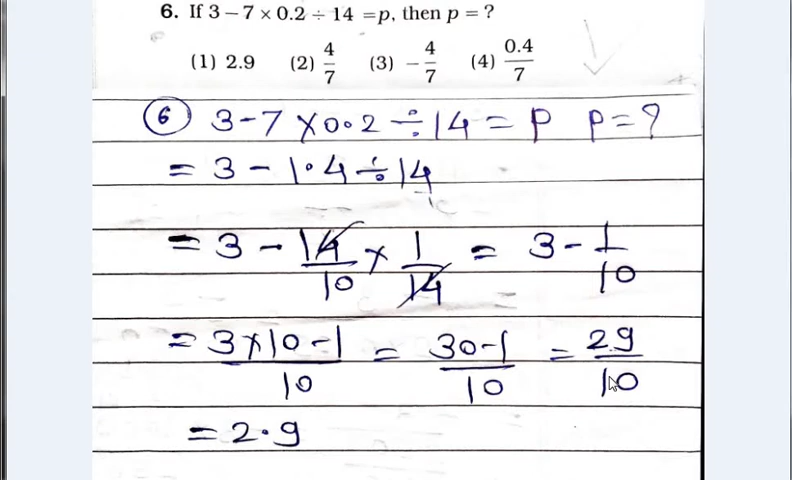 6. If 3 – 7 × 0.2 ÷ 14 = p, then p = ?
(1) 2.9 (2) 4/7 (3) – 4/7 (4) 0.4/7
6 3 - 7 × 0.2 ÷ 14 = p p = ?
= 3 - 1.4 ÷ 14
= 3 - 14/10 × 1/14 = 3 - 1/10
= 3×10-1/10 = 30-1/10 = 29/10
= 2.9